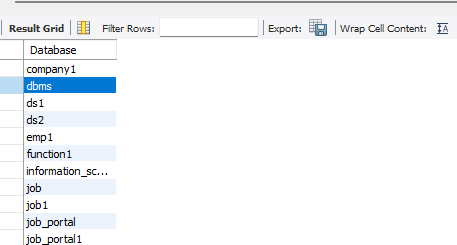 Result Grid Filter Rows: Export: Wrap Cell Content:
Database
company1
dbms
ds1
ds2
emp1
function1
information_sc...
job
job1
job_portal
job_portal1